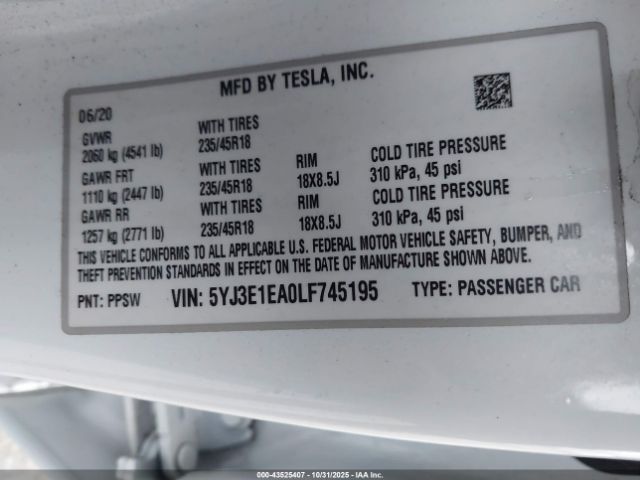 MFD BY TESLA, INC.
06/20
GVWR WITH TIRES
2060 kg (4541 lb) 235/45R18
GAWR FRT WITH TIRES RIM COLD TIRE PRESSURE
1110 kg (2447 lb) 235/45R18 18X8.5J 310 kPa, 45 psi
GAWR RR WITH TIRES RIM COLD TIRE PRESSURE
1257 kg (2771 lb) 235/45R18 18X8.5J 310 kPa, 45 psi
THIS VEHICLE CONFORMS TO ALL APPLICABLE U.S. FEDERAL MOTOR VEHICLE SAFETY, BUMPER, AND
THEFT PREVENTION STANDARDS IN EFFECT ON THE DATE OF MANUFACTURE SHOWN ABOVE.
PNT: PPSW VIN: 5YJ3E1EA0LF745195 TYPE: PASSENGER CAR
000-43525407 - 10/31/2025 - IAAI.COM